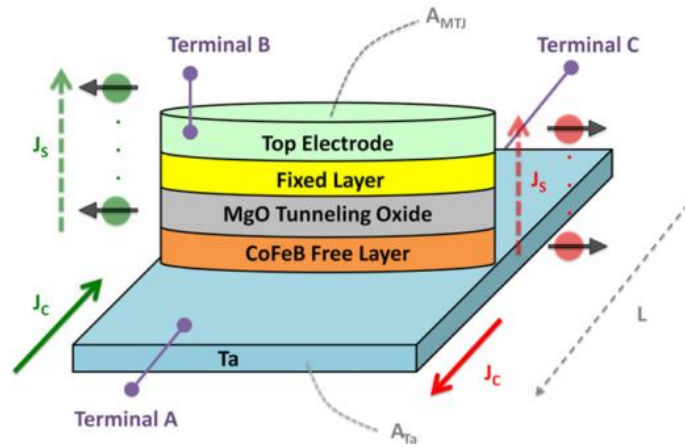 A_MTJ
Terminal B
Terminal C
J_S
Top Electrode
Fixed Layer
J_S
MgO Tunneling Oxide
CoFeB Free Layer
J_C
L
Ta
J_C
Terminal A
A_Ta